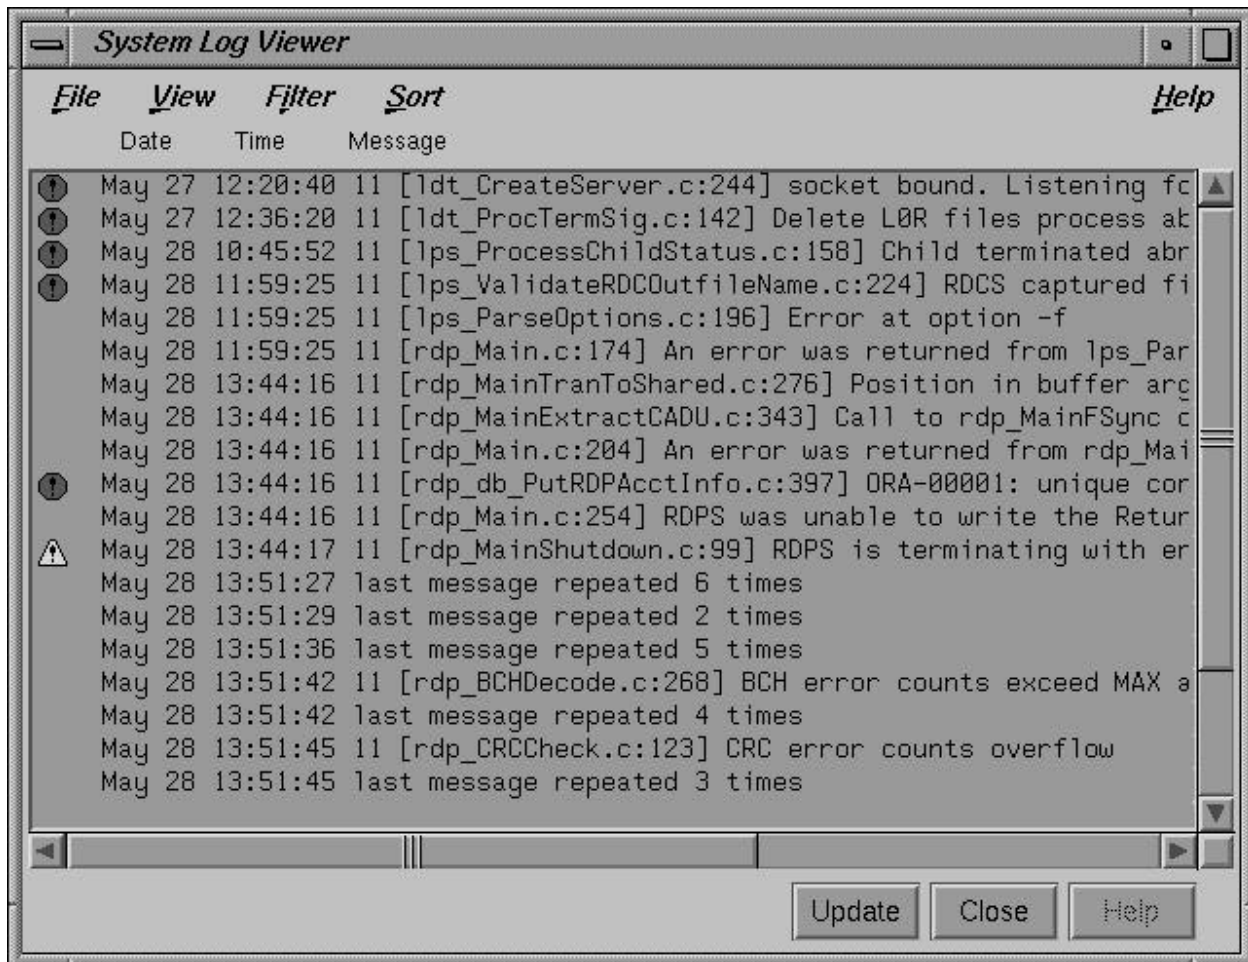 System Log Viewer
File View Filter Sort Help
Date Time Message
May 27 12:20:40 11 [ldt_CreateServer.c:244] socket bound. Listening fo
May 27 12:36:20 11 [ldt_ProcTermSig.c:142] Delete L0R files process ab
May 28 10:45:52 11 [lps_ProcessChildStatus.c:158] Child terminated abr
May 28 11:59:25 11 [lps_ValidateRDCOutfileName.c:224] RDCS captured fi
May 28 11:59:25 11 [lps_ParseOptions.c:196] Error at option -f
May 28 11:59:25 11 [rdp_Main.c:174] An error was returned from lps_Par
May 28 13:44:16 11 [rdp_MainTranToShared.c:276] Position in buffer arg
May 28 13:44:16 11 [rdp_MainExtractCADU.c:343] Call to rdp_MainFSync c
May 28 13:44:16 11 [rdp_Main.c:204] An error was returned from rdp_Mai
May 28 13:44:16 11 [rdp_db_PutRDPAcctInfo.c:397] ORA-00001: unique con
May 28 13:44:16 11 [rdp_Main.c:254] RDPS was unable to write the Retur
May 28 13:44:17 11 [rdp_MainShutdown.c:99] RDPS is terminating with er
May 28 13:51:27 last message repeated 6 times
May 28 13:51:29 last message repeated 2 times
May 28 13:51:36 last message repeated 5 times
May 28 13:51:42 11 [rdp_BCHDecode.c:268] BCH error counts exceed MAX a
May 28 13:51:42 last message repeated 4 times
May 28 13:51:45 11 [rdp_CRCCheck.c:123] CRC error counts overflow
May 28 13:51:45 last message repeated 3 times
Update Close Help